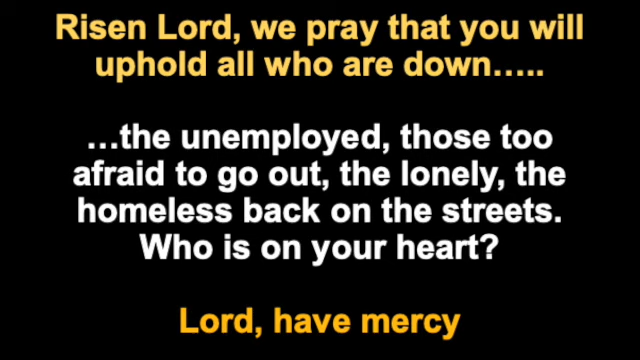 Risen Lord, we pray that you will
uphold all who are down…..
…the unemployed, those too
afraid to go out, the lonely, the
homeless back on the streets.
Who is on your heart?
Lord, have mercy